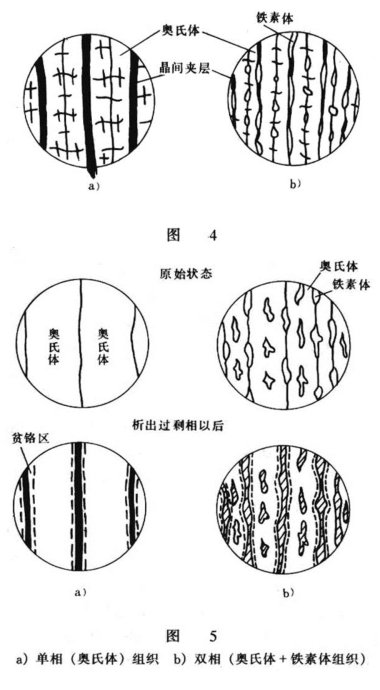 铁素体
奥氏体
晶间夹层
a)
b)
图 4
原始状态
奥氏体
铁素体
奥氏体
奥氏体
析出过剩相以后
贫铬区
a)
b)
图 5
a) 单相（奥氏体）组织 b) 双相（奥氏体＋铁素体组织）